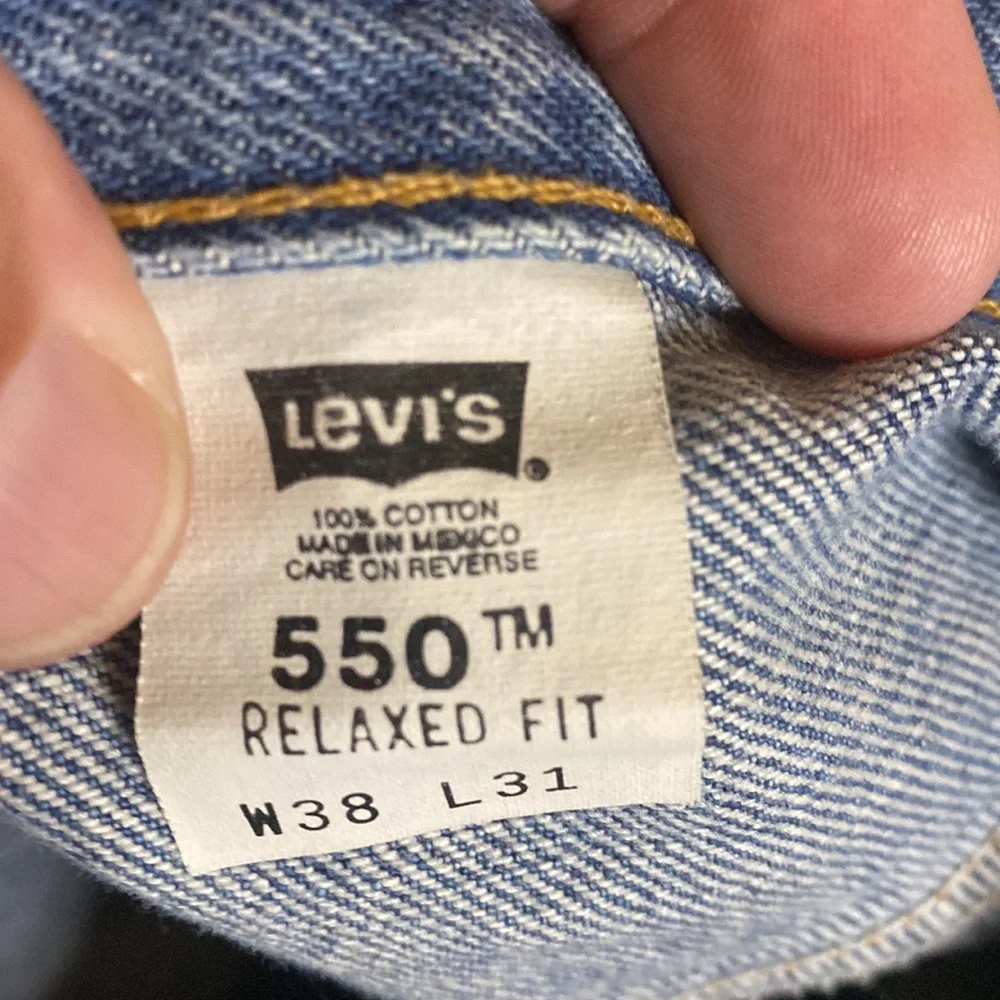 LEVI'S ®
100% COTTON
MADE IN MEXICO
CARE ON REVERSE
550™
RELAXED FIT
W38 L31